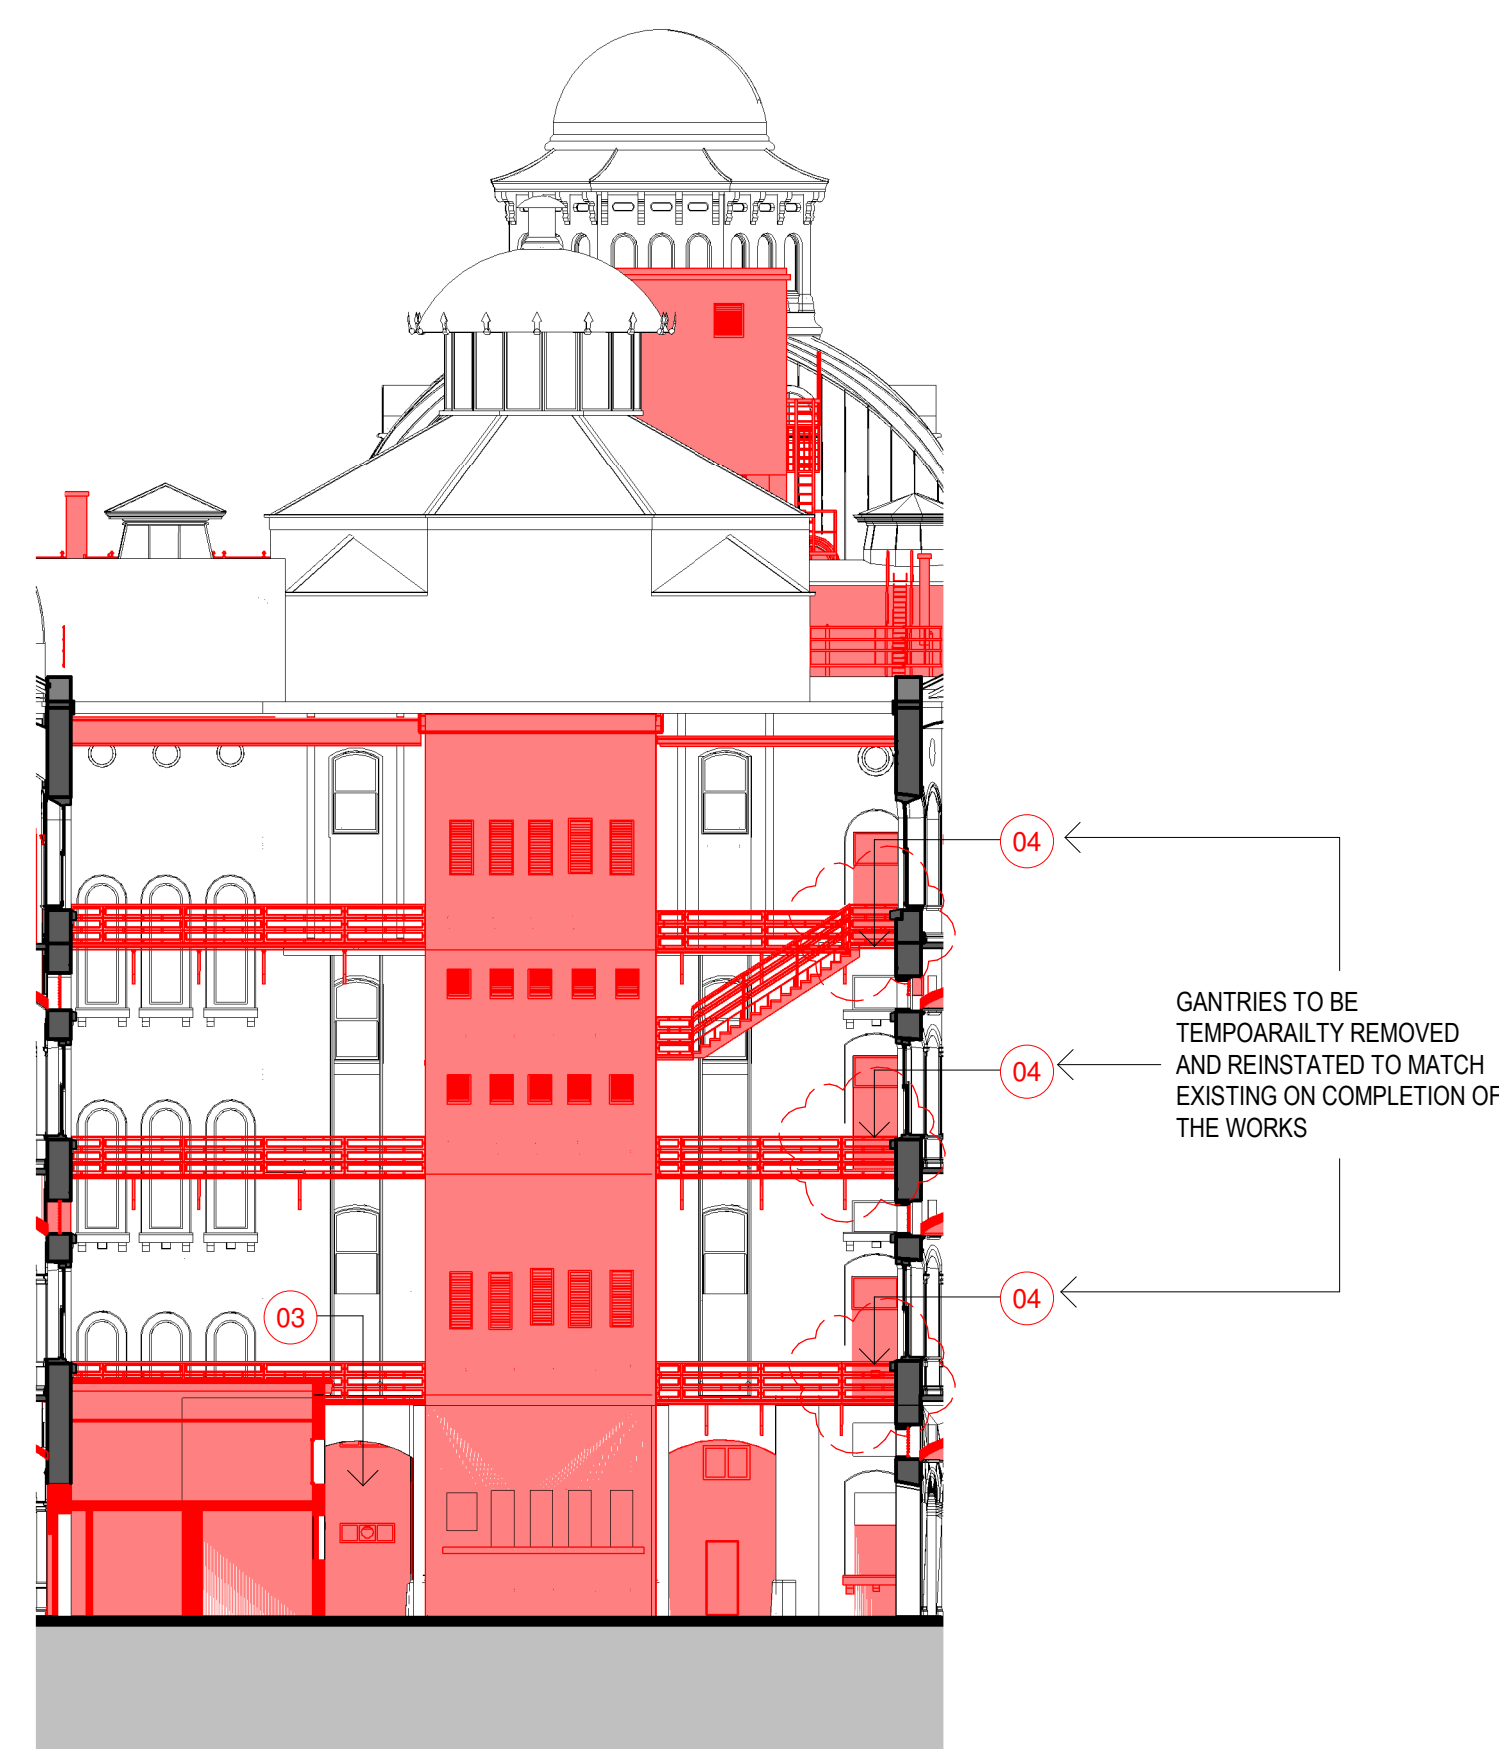 04
GANTRIES TO BE
TEMPOARAILTY REMOVED
AND REINSTATED TO MATCH
EXISTING ON COMPLETION OF
THE WORKS
04
04
03